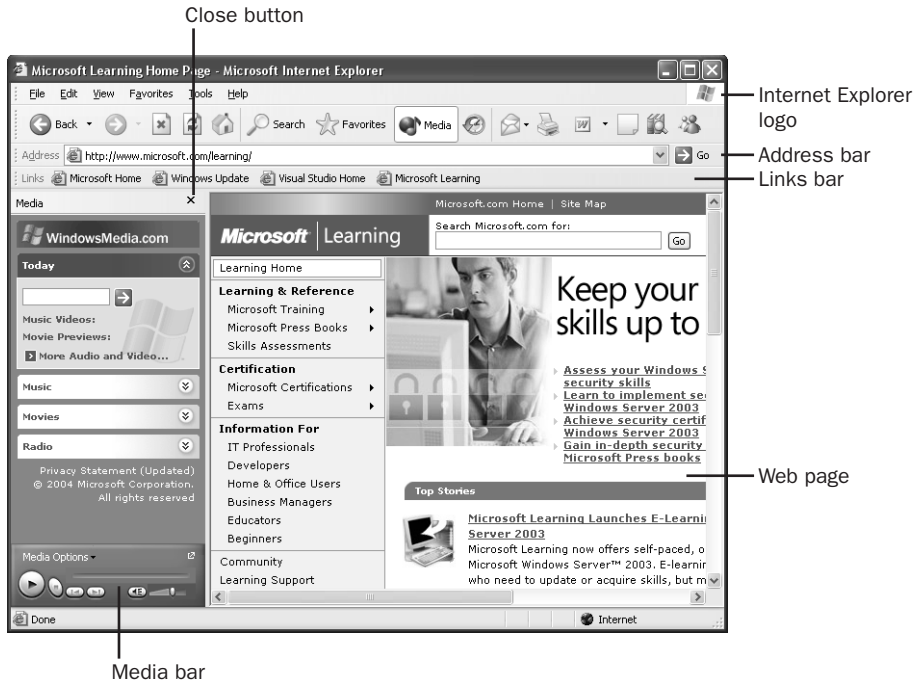 Close button
Microsoft Learning Home Page - Microsoft Internet Explorer
File Edit View Favorites Tools Help
Internet Explorer logo
Back Search Favorites Media
Address http://www.microsoft.com/learning/ Go
Address bar
Links Microsoft Home Windows Update Visual Studio Home Microsoft Learning
Links bar
Media ×
WindowsMedia.com
Today
Music Videos:
Movie Previews:
More Audio and Video...
Music
Movies
Radio
Privacy Statement (Updated)
© 2004 Microsoft Corporation.
All rights reserved
Media Options
Microsoft.com Home | Site Map
Microsoft | Learning
Search Microsoft.com for:
Go
Learning Home
Learning & Reference
Microsoft Training
Microsoft Press Books
Skills Assessments
Certification
Microsoft Certifications
Exams
Information For
IT Professionals
Developers
Home & Office Users
Business Managers
Educators
Beginners
Community
Learning Support
Keep your
skills up to
Assess your Windows S
security skills
Learn to implement sec
Windows Server 2003
Achieve security certif
Windows Server 2003
Gain in-depth security
Microsoft Press books
Web page
Top Stories
Microsoft Learning Launches E-Learni
Server 2003
Microsoft Learning now offers self-paced, o
Microsoft Windows Server™ 2003. E-learnin
who need to update or acquire skills, but m
Done Internet
Media bar